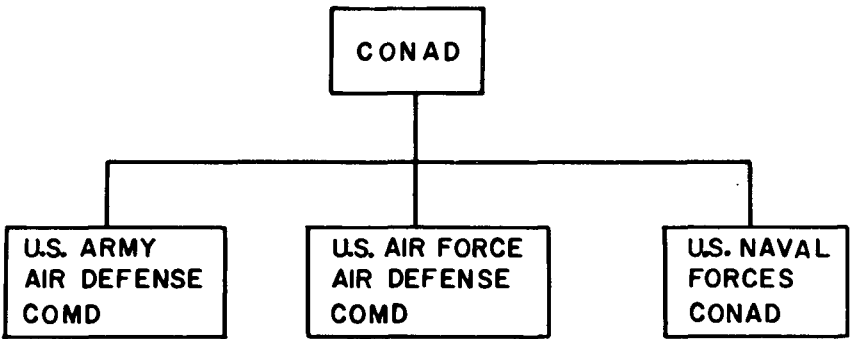 CONAD
U.S. ARMY
AIR DEFENSE
COMD
U.S. AIR FORCE
AIR DEFENSE
COMD
U.S. NAVAL
FORCES
CONAD